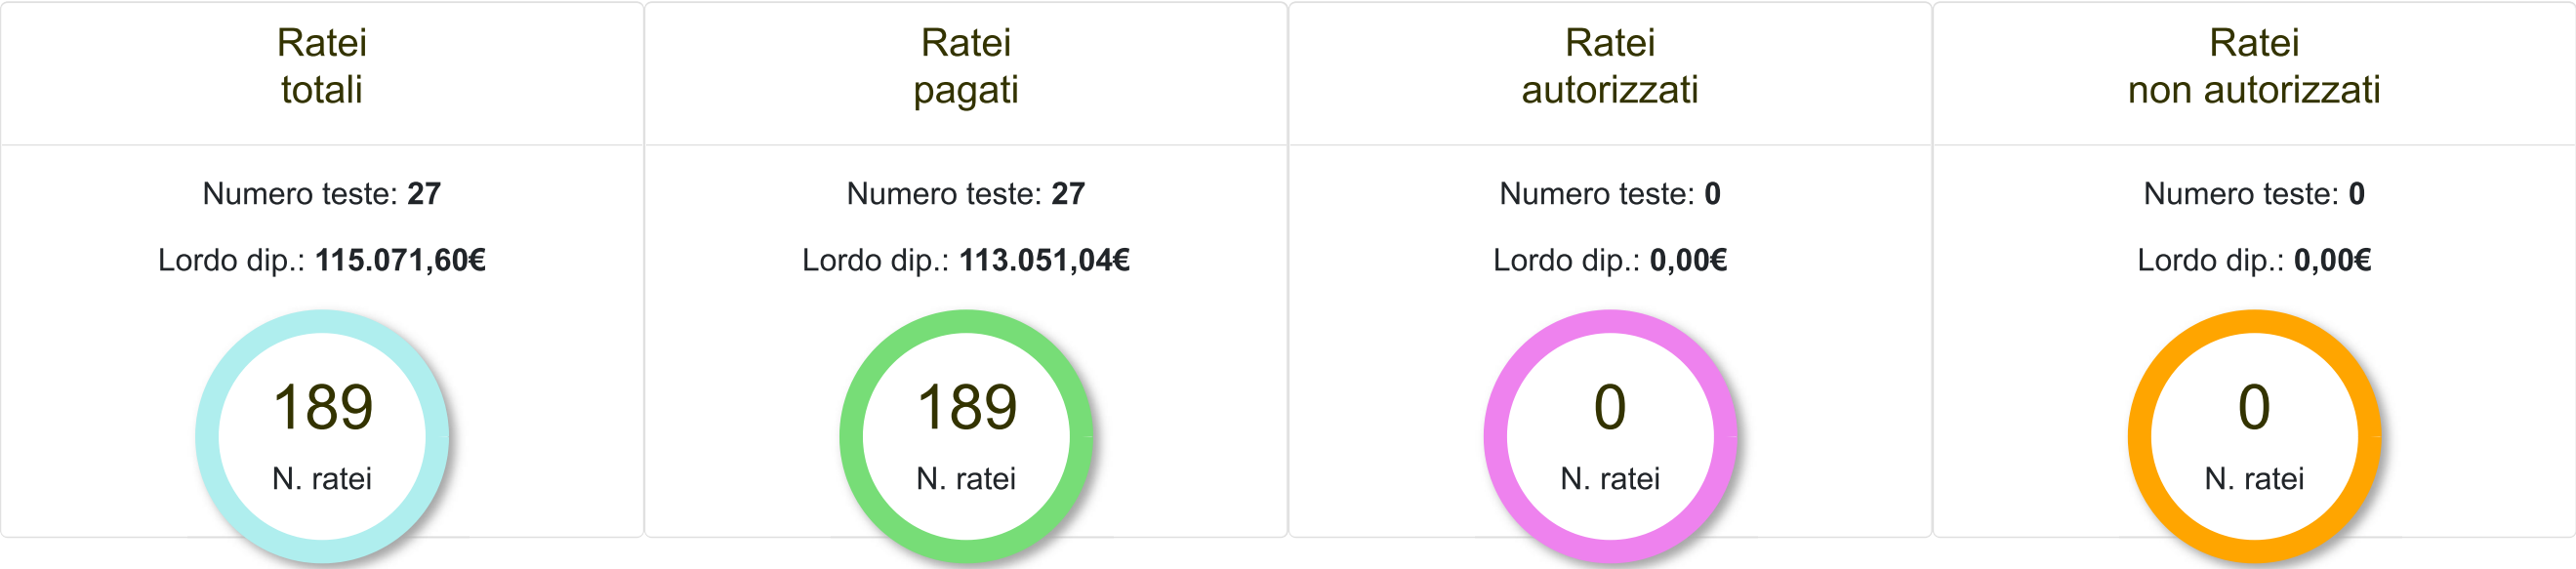 Ratei
totali
Numero teste: 27
Lordo dip.: 115.071,60€
189
N. ratei
Ratei
pagati
Numero teste: 27
Lordo dip.: 113.051,04€
189
N. ratei
Ratei
autorizzati
Numero teste: 0
Lordo dip.: 0,00€
0
N. ratei
Ratei
non autorizzati
Numero teste: 0
Lordo dip.: 0,00€
0
N. ratei